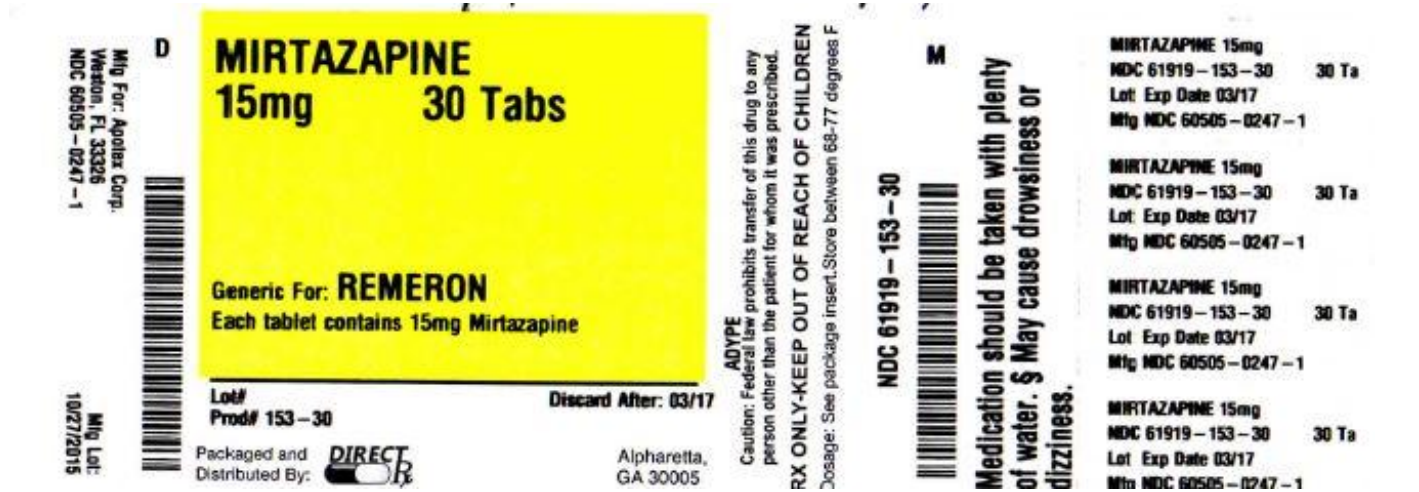 Mfg For: Apotex Corp.
Weston, FL 33326
NDC 60505-0247-1
Mfg Lot:
10/27/2015
D
MIRTAZAPINE
15mg 30 Tabs
Generic For: REMERON
Each tablet contains 15mg Mirtazapine
Lot#
Prod# 153-30
Discard After: 03/17
Packaged and
Distributed By:
DIRECT Rx
Alpharetta,
GA 30005
ADYPE
Caution: Federal law prohibits transfer of this drug to any
person other than the patient for whom it was prescribed.
RX ONLY-KEEP OUT OF REACH OF CHILDREN
Dosage: See package insert.Store between 68-77 degrees F
NDC 61919-153-30
M
Medication should be taken with plenty
of water. § May cause drowsiness or
dizziness.
MIRTAZAPINE 15mg
NDC 61919-153-30 30 Ta
Lot Exp Date 03/17
Mfg NDC 60505-0247-1
MIRTAZAPINE 15mg
NDC 61919-153-30 30 Ta
Lot Exp Date 03/17
Mfg NDC 60505-0247-1
MIRTAZAPINE 15mg
NDC 61919-153-30 30 Ta
Lot Exp Date 03/17
Mfg NDC 60505-0247-1
MIRTAZAPINE 15mg
NDC 61919-153-30 30 Ta
Lot Exp Date 03/17
Mfg NDC 60505-0247-1